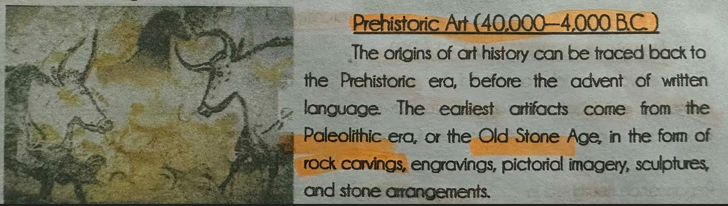 Prehistoric Art (40,000–4,000 B.C.)
The origins of art history can be traced back to
the Prehistoric era, before the advent of written
language. The earliest artifacts come from the
Paleolithic era, or the Old Stone Age, in the form of
rock carvings, engravings, pictorial imagery, sculptures,
and stone arrangements.